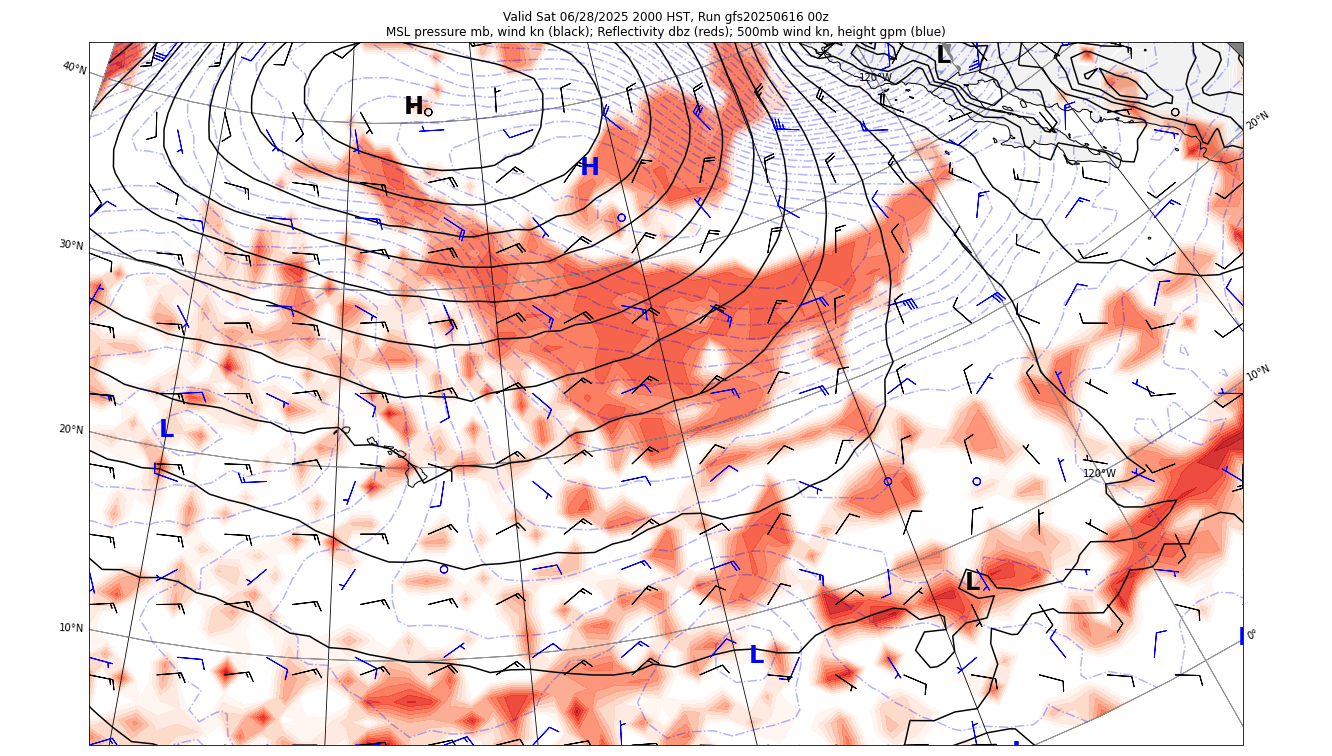 Valid Sat 06/28/2025 2000 HST, Run gfs20250616 00z
MSL pressure mb, wind kn (black); Reflectivity dbz (reds); 500mb wind kn, height gpm (blue)
L
40°N
120°W
H
20°N
H
30°N
10°N
L
20°N
120°W
L
10°N
0°
L